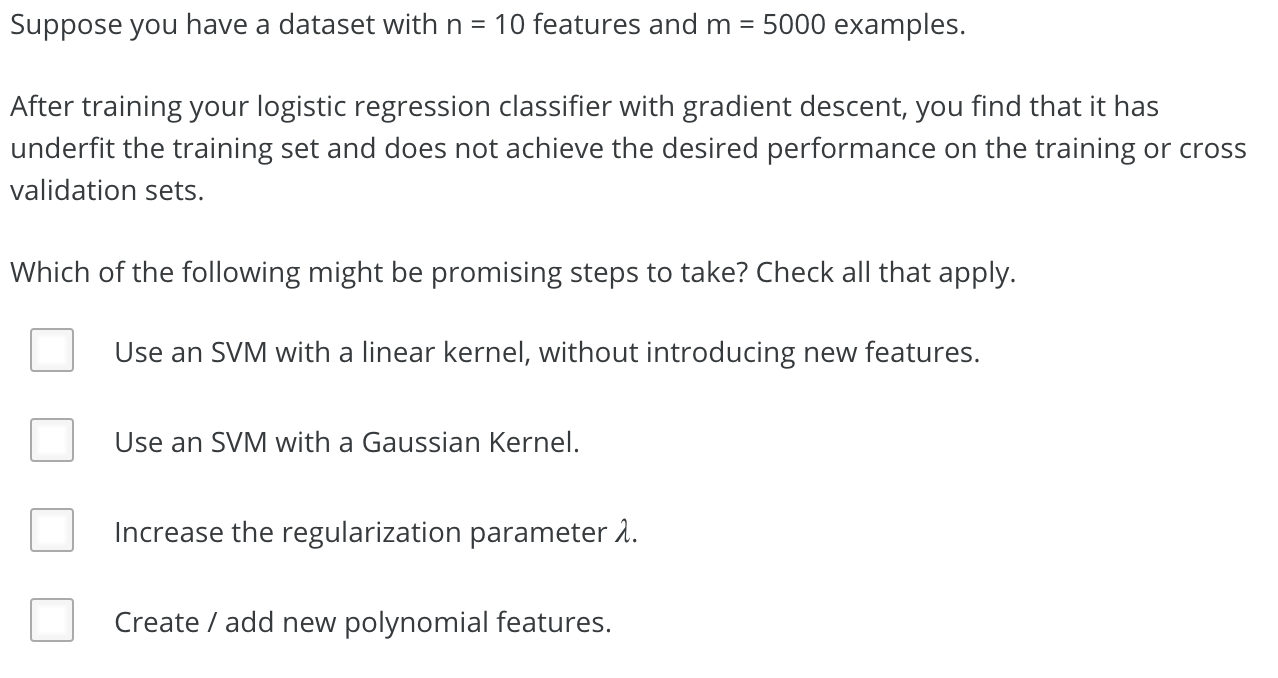 Suppose you have a dataset with n = 10 features and m = 5000 examples.
After training your logistic regression classifier with gradient descent, you find that it has
underfit the training set and does not achieve the desired performance on the training or cross
validation sets.
Which of the following might be promising steps to take? Check all that apply.
Use an SVM with a linear kernel, without introducing new features.
Use an SVM with a Gaussian Kernel.
Increase the regularization parameter λ.
Create / add new polynomial features.